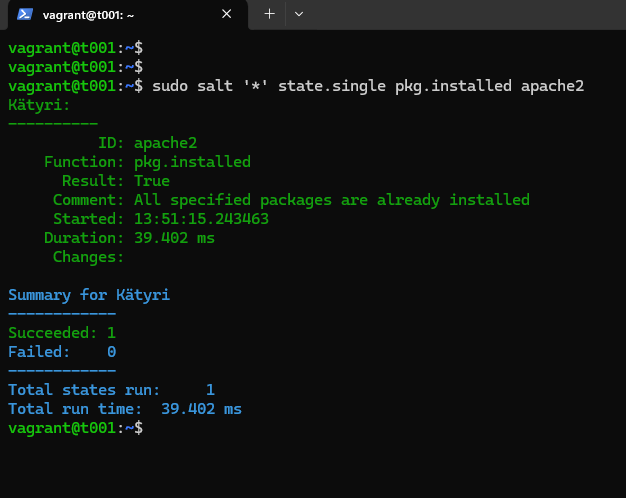 vagrant@t001: ~
vagrant@t001:~$
vagrant@t001:~$
vagrant@t001:~$ sudo salt '*' state.single pkg.installed apache2
Kätyri:
----------
          ID: apache2
    Function: pkg.installed
      Result: True
     Comment: All specified packages are already installed
     Started: 13:51:15.243463
    Duration: 39.402 ms
     Changes:

Summary for Kätyri
------------
Succeeded: 1
Failed:    0
------------
Total states run:     1
Total run time:  39.402 ms
vagrant@t001:~$